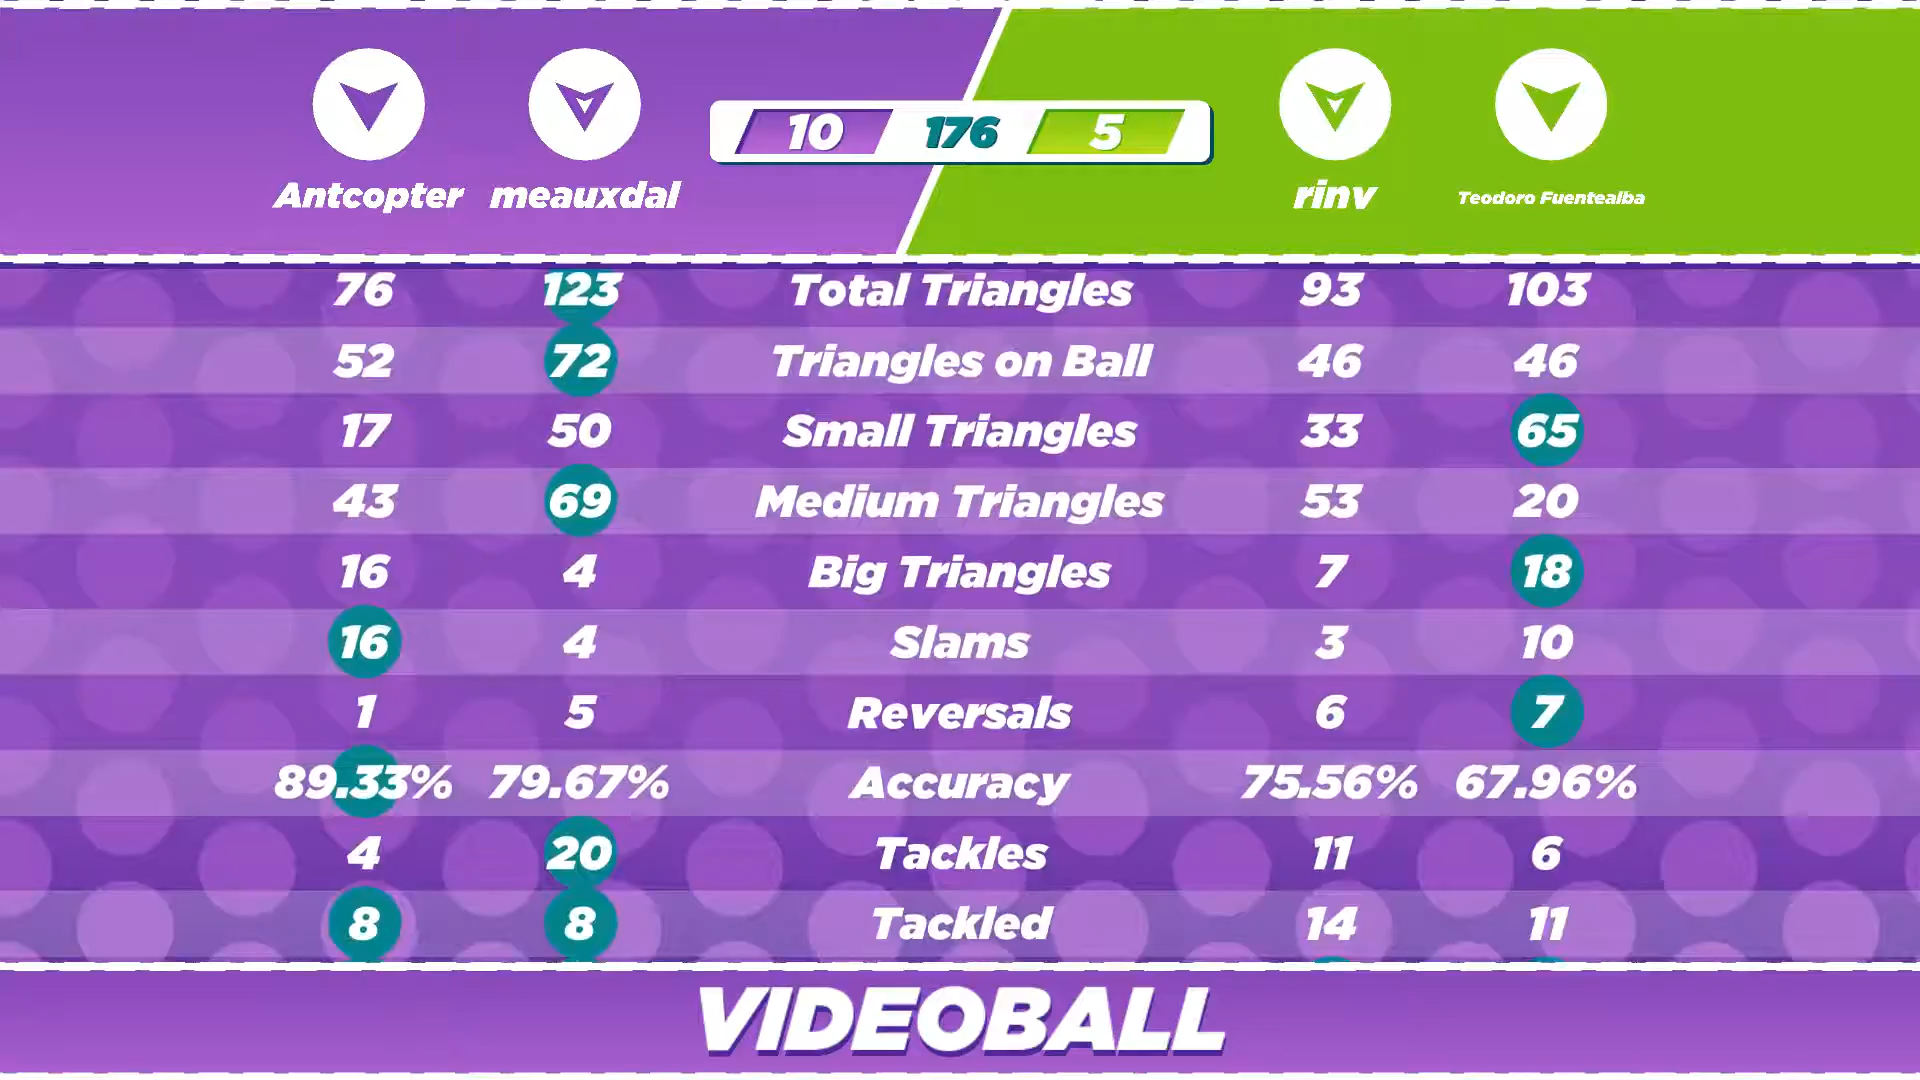 10 176 5
Antcopter meauxdal rinv Teodoro Fuentealba
76 123 Total Triangles 93 103
52 72 Triangles on Ball 46 46
17 50 Small Triangles 33 65
43 69 Medium Triangles 53 20
16 4 Big Triangles 7 18
16 4 Slams 3 10
1 5 Reversals 6 7
89.33% 79.67% Accuracy 75.56% 67.96%
4 20 Tackles 11 6
8 8 Tackled 14 11
VIDEOBALL